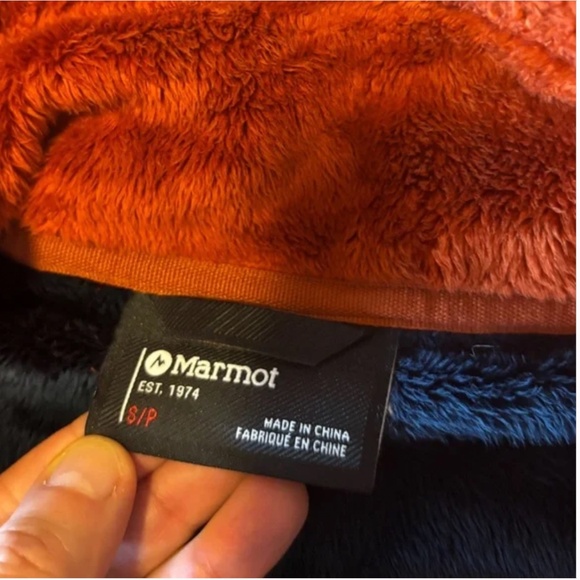 Marmot
EST. 1974
S/P
MADE IN CHINA
FABRIQUÉ EN CHINE